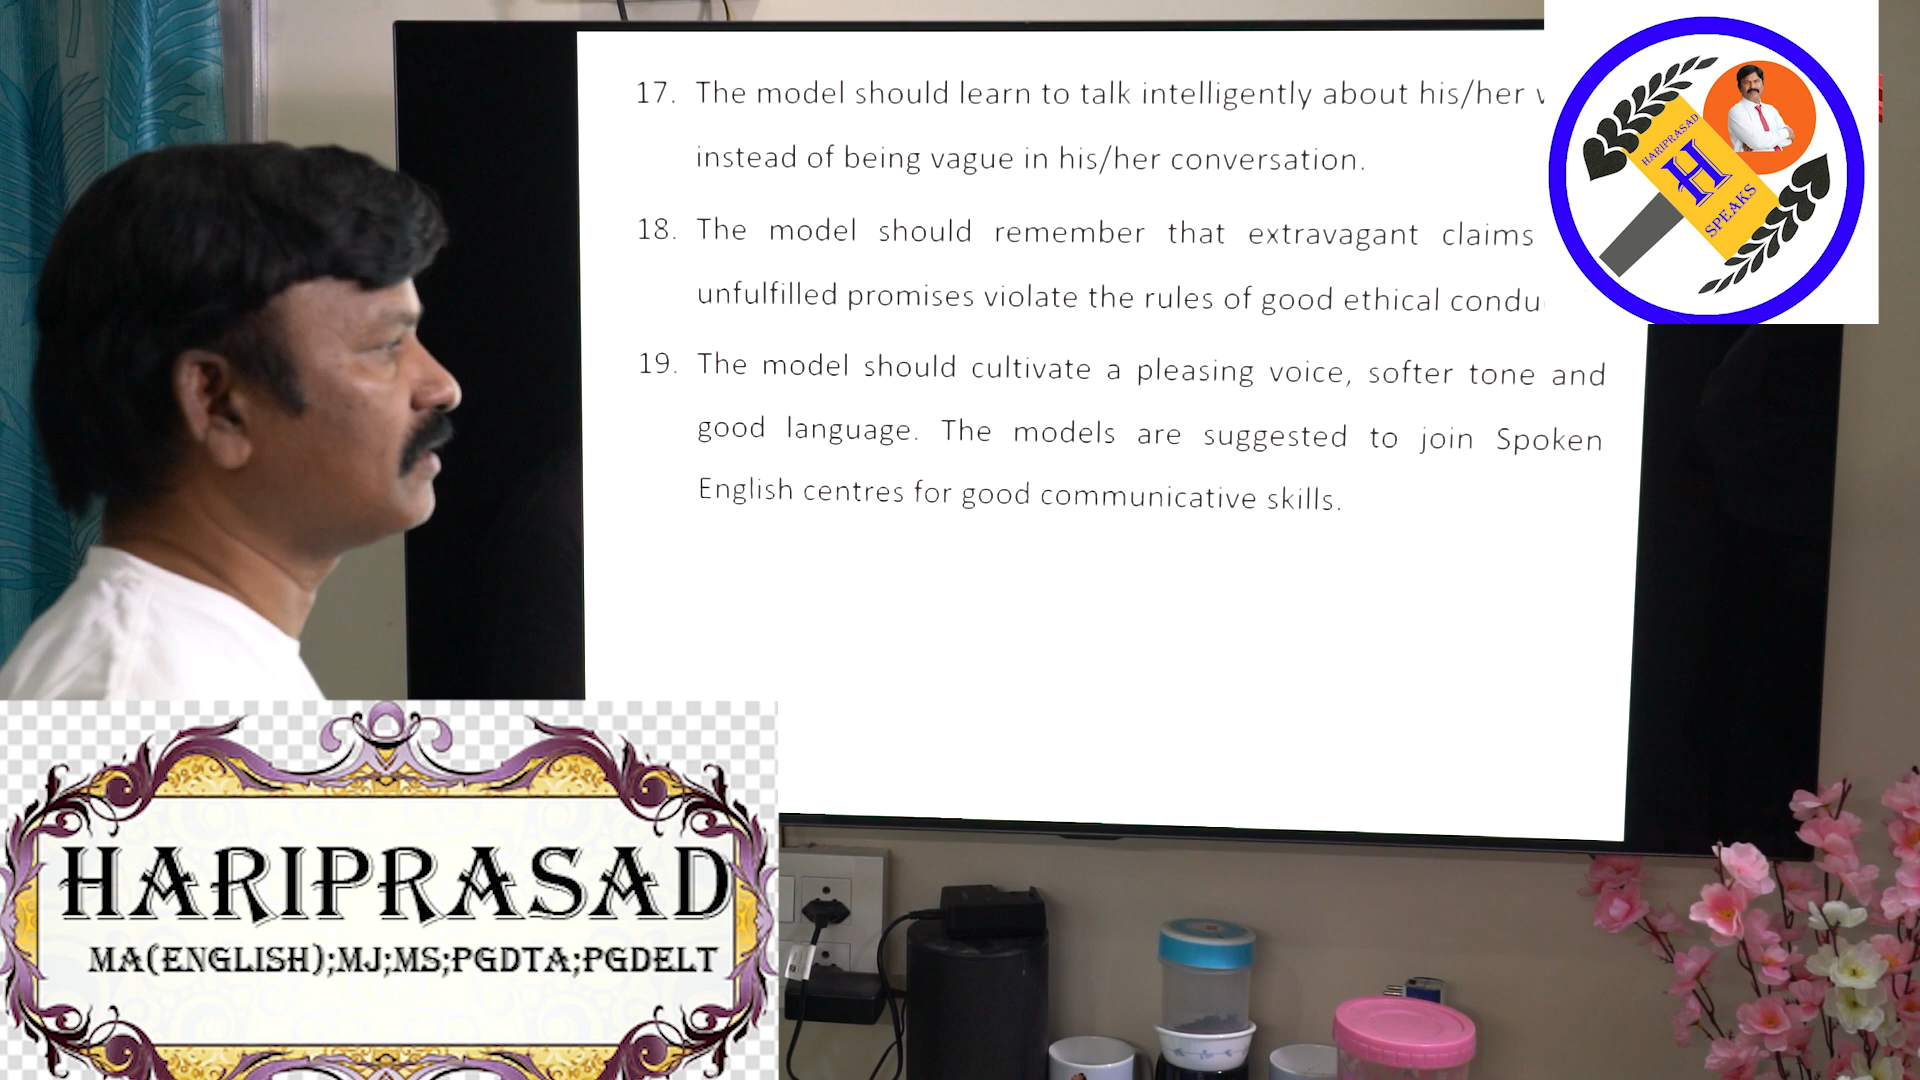 17. The model should learn to talk intelligently about his/her
instead of being vague in his/her conversation.
18. The model should remember that extravagant claims
unfulfilled promises violate the rules of good ethical
19. The model should cultivate a pleasing voice, softer tone and
good language. The models are suggested to join Spoken
English centres for good communicative skills.
HARIPRASAD
H
SPEAKS
HARIPRASAD
MA(ENGLISH);MJ;MS;PGDTA;PGDELT